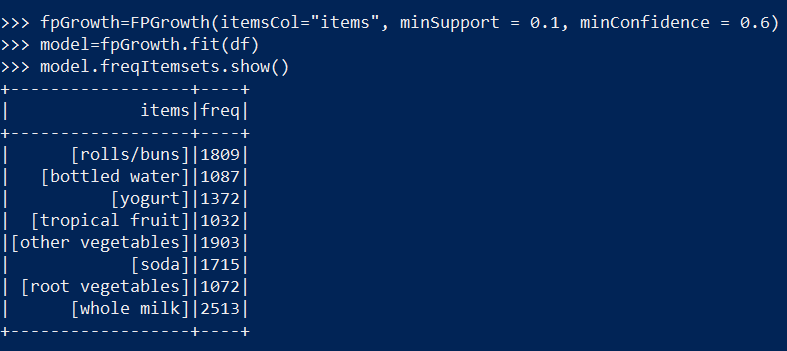 >>> fpGrowth=FPGrowth(itemsCol="items", minSupport = 0.1, minConfidence = 0.6)
>>> model=fpGrowth.fit(df)
>>> model.freqItemsets.show()
+------------------+----+
|             items|freq|
+------------------+----+
|      [rolls/buns]|1809|
|   [bottled water]|1087|
|          [yogurt]|1372|
|  [tropical fruit]|1032|
|[other vegetables]|1903|
|            [soda]|1715|
| [root vegetables]|1072|
|      [whole milk]|2513|
+------------------+----+